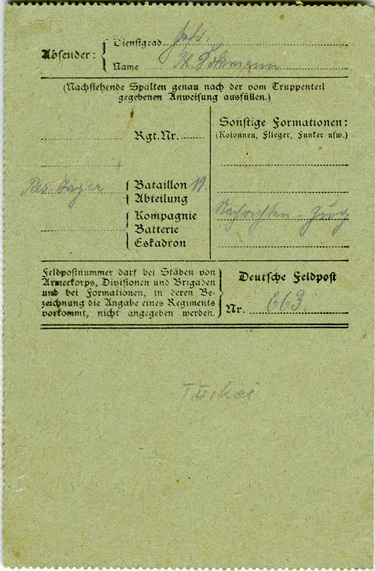 Absender:
Dienstgrad
Name
(Nachstehende Spalten genau nach der vom Truppenteil
gegebenen Anweisung ausfüllen.)
Rgt.Nr.
Res. Jäger
Bataillon
Abteilung
Kompagnie
Batterie
Eskadron
Sonstige Formationen:
(Kolonnen, Flieger, Funker usw.)
Nachrichten-Zug
Feldpostnummer darf bei Stäben von
Armeekorps, Divisionen und Brigaden
und bei Formationen, in deren Be-
zeichnung die Angabe eines Regiments
vorkommt, nicht angegeben werden.
Deutsche Feldpost
Nr. 663
Türkei